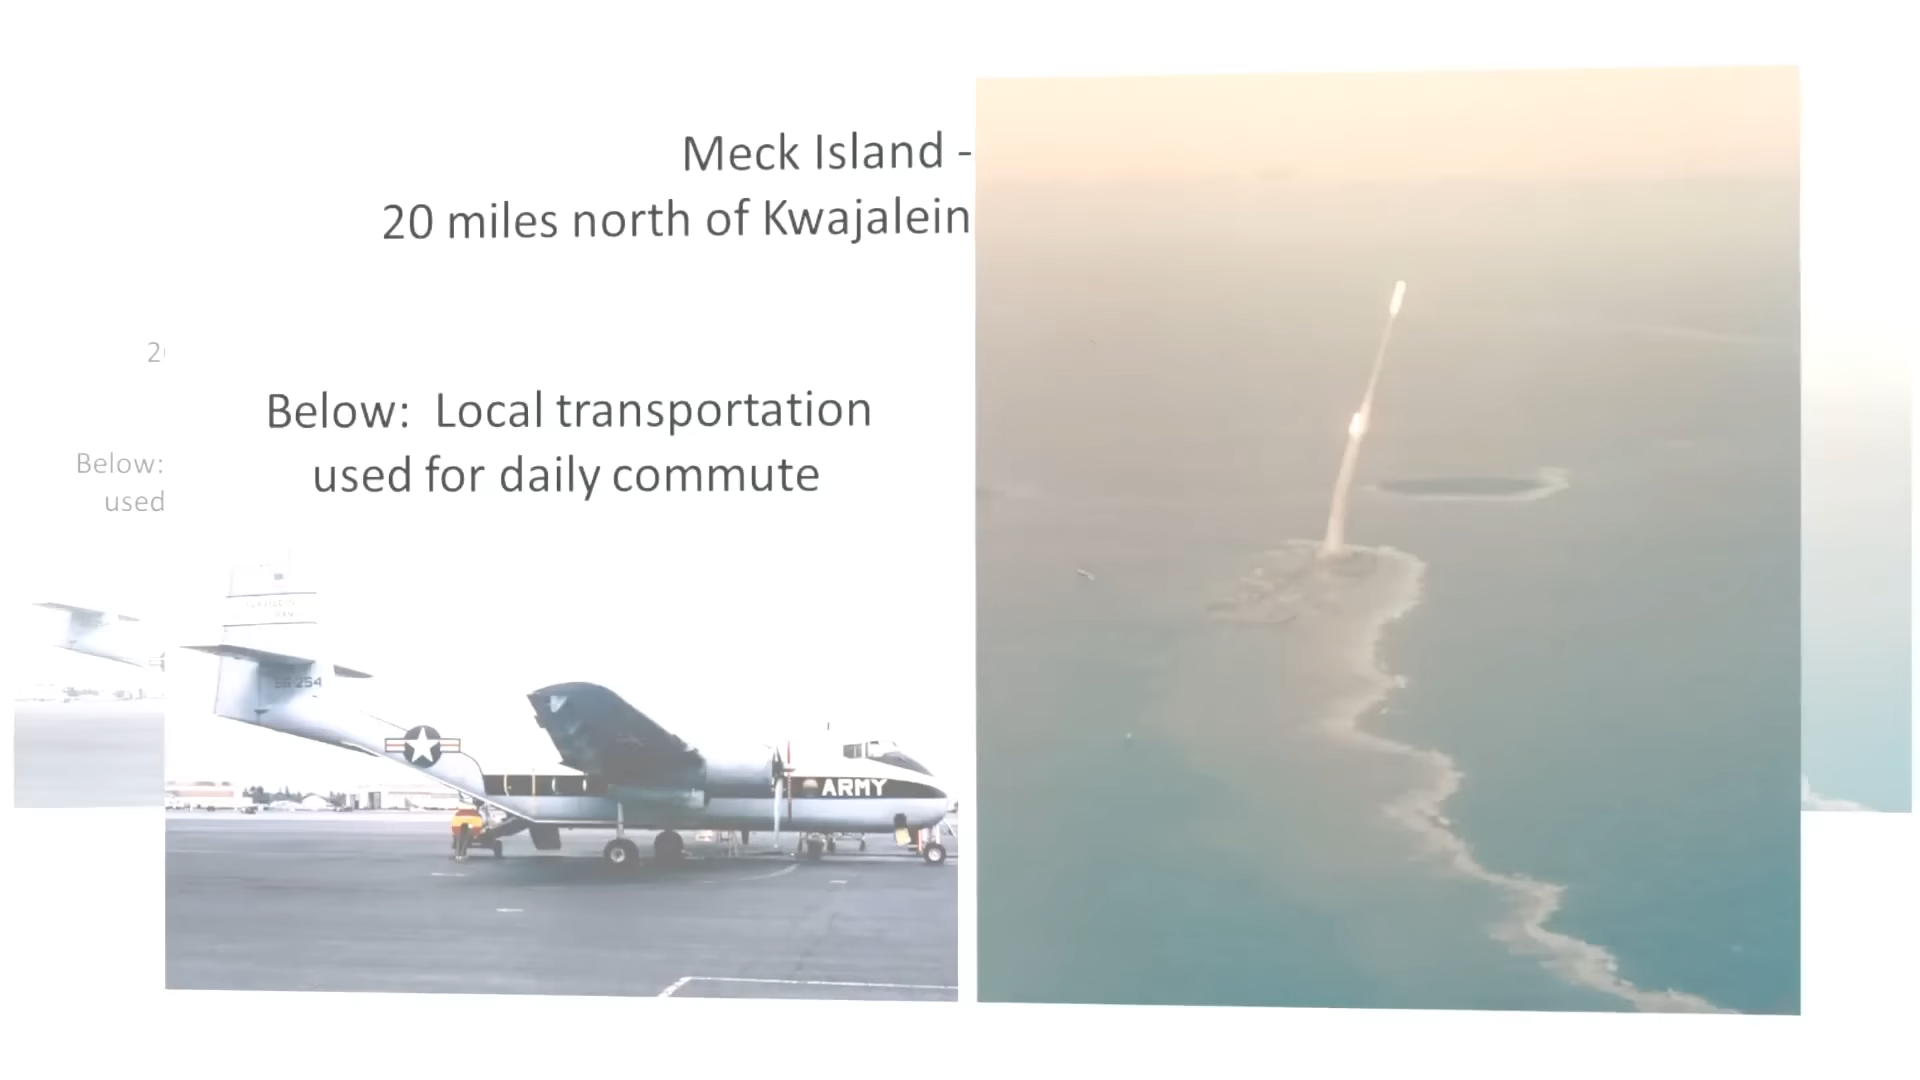 Meck Island -
20 miles north of Kwajalein
Below: Local transportation
used for daily commute
Below:
used
ARMY